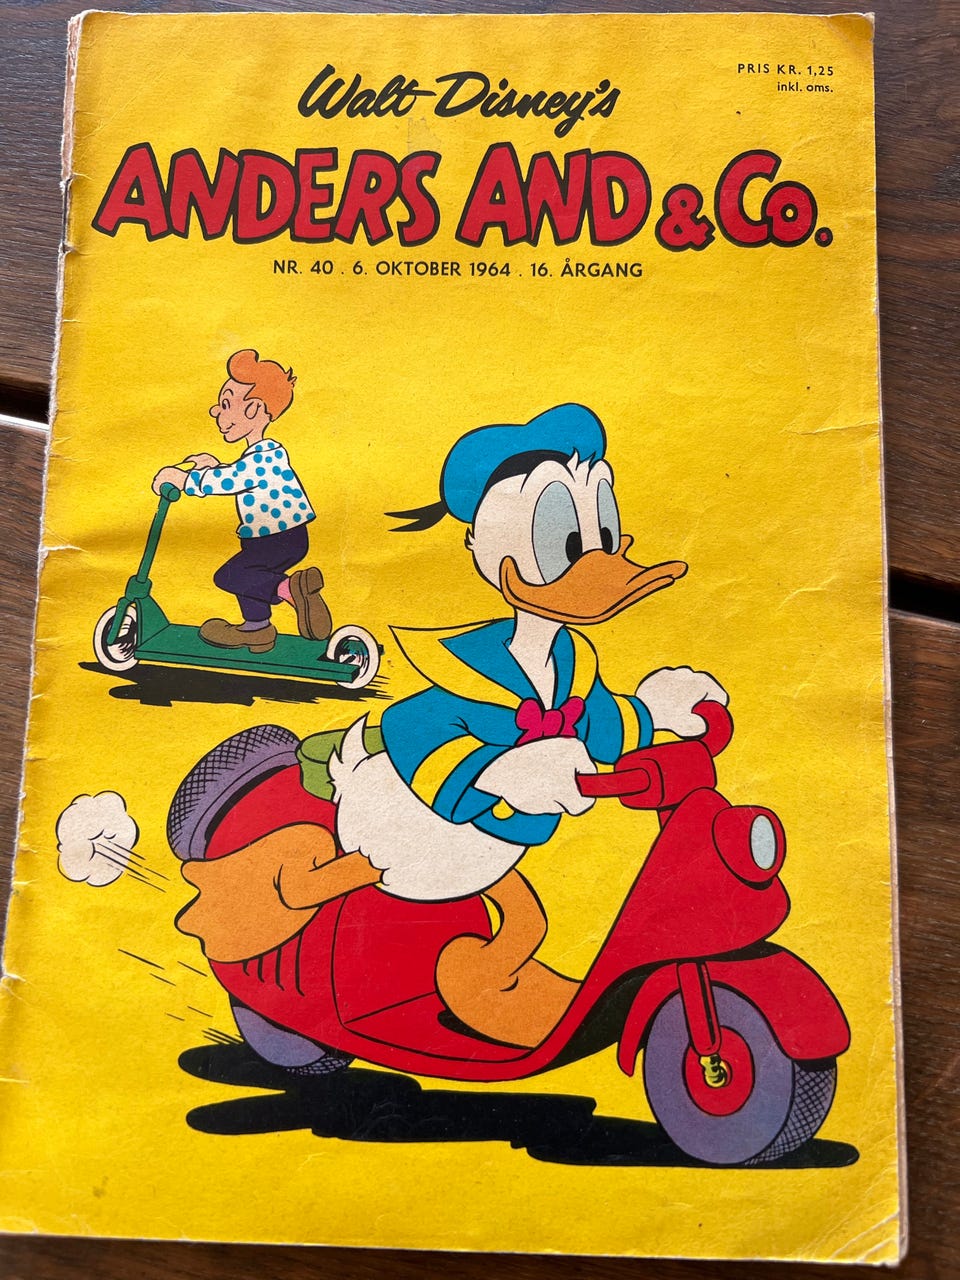 PRIS KR. 1,25
inkl. oms.
Walt Disney's
ANDERS AND & Co.
NR. 40 . 6. OKTOBER 1964 . 16. ÅRGANG